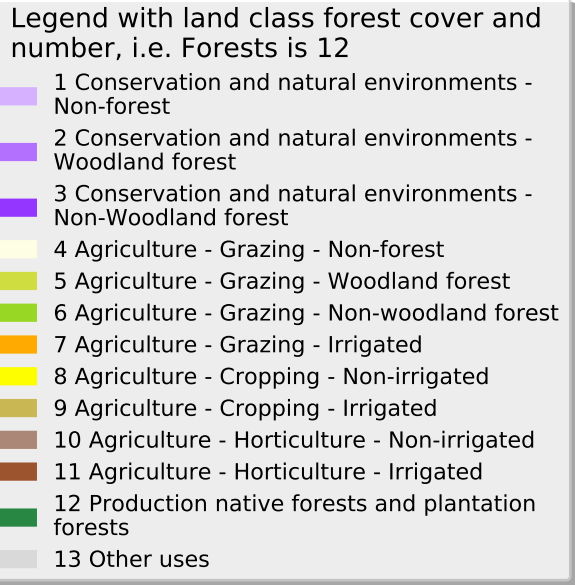 Legend with land class forest cover and
number, i.e. Forests is 12
1 Conservation and natural environments -
Non-forest
2 Conservation and natural environments -
Woodland forest
3 Conservation and natural environments -
Non-Woodland forest
4 Agriculture - Grazing - Non-forest
5 Agriculture - Grazing - Woodland forest
6 Agriculture - Grazing - Non-woodland forest
7 Agriculture - Grazing - Irrigated
8 Agriculture - Cropping - Non-irrigated
9 Agriculture - Cropping - Irrigated
10 Agriculture - Horticulture - Non-irrigated
11 Agriculture - Horticulture - Irrigated
12 Production native forests and plantation
forests
13 Other uses